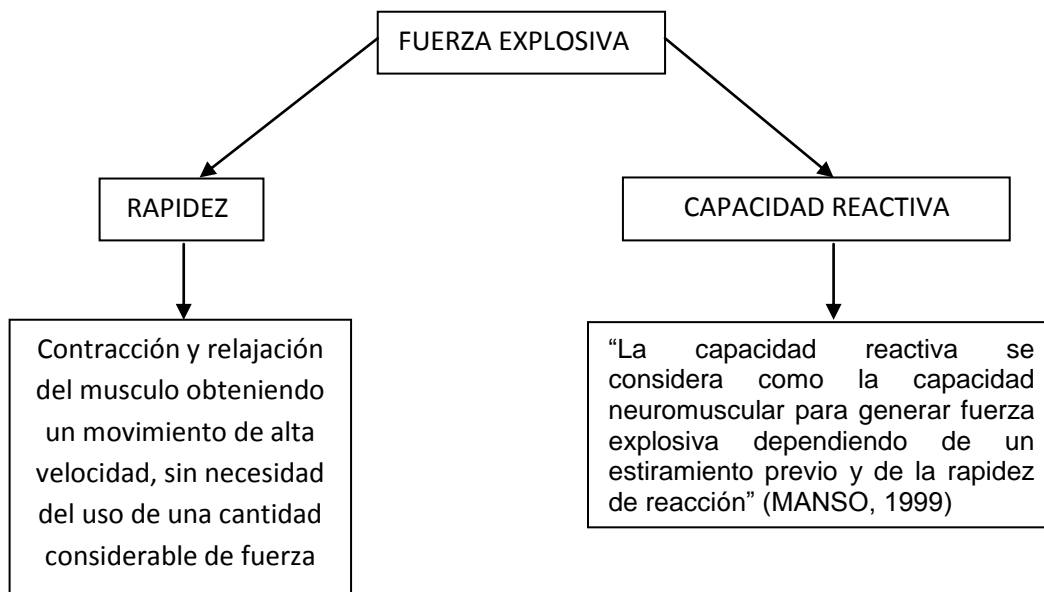 FUERZA EXPLOSIVA
RAPIDEZ
CAPACIDAD REACTIVA
Contracción y relajación
del musculo obteniendo
un movimiento de alta
velocidad, sin necesidad
del uso de una cantidad
considerable de fuerza
“La capacidad reactiva se
considera como la capacidad
neuromuscular para generar fuerza
explosiva dependiendo de un
estiramiento previo y de la rapidez
de reacción” (MANSO, 1999)